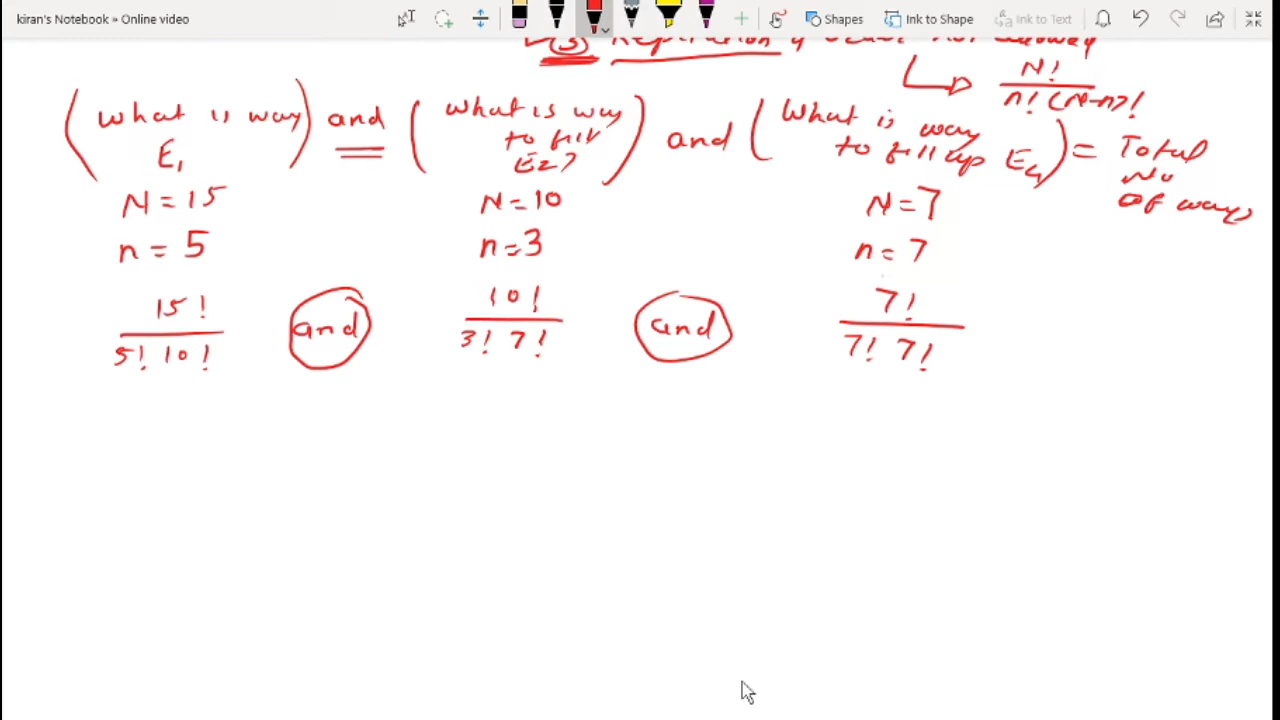 kiran's Notebook » Online video
Shapes
Ink to Shape
Ink to Text
(3) Repitition
N!
n! (N-n)!
(What is way E1) and (What is way to fill E2?) and (What is way to fill up E4) = Total No of ways
N = 15 N = 10 N = 7
n = 5 n = 3 n = 7
15! and 10! and 7!
5! 10! 3! 7! 7! 7!